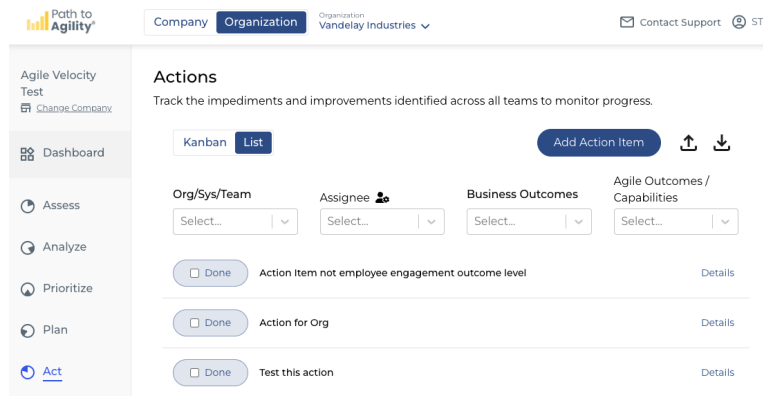 Path to
Agility®
Company
Organization
Organization
Vandelay Industries
Contact Support
ST
Agile Velocity
Test
Change Company
Dashboard
Assess
Analyze
Prioritize
Plan
Act
Actions
Track the impediments and improvements identified across all teams to monitor progress.
Kanban
List
Add Action Item
Org/Sys/Team
Select...
Assignee
Select...
Business Outcomes
Select...
Agile Outcomes /
Capabilities
Select...
Done
Action Item not employee engagement outcome level
Details
Done
Action for Org
Details
Done
Test this action
Details